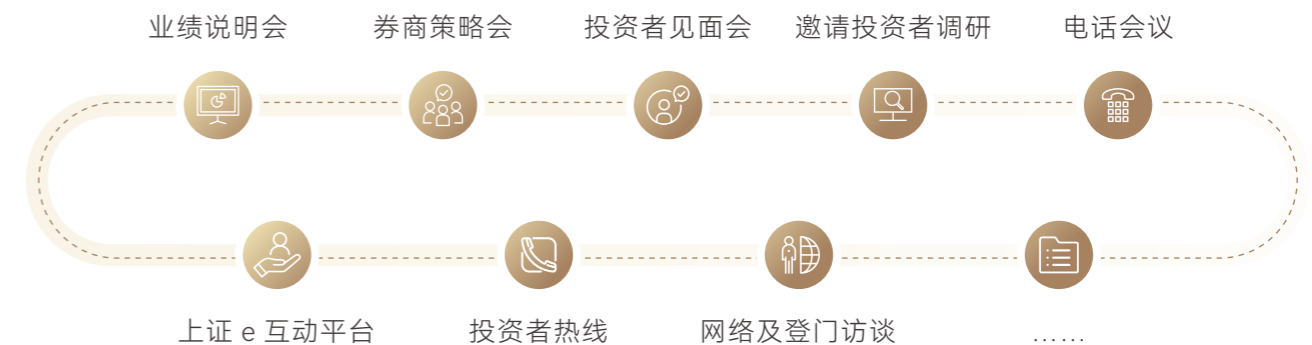 业绩说明会 券商策略会 投资者见面会 邀请投资者调研 电话会议
上证 e 互动平台 投资者热线 网络及登门访谈 ……